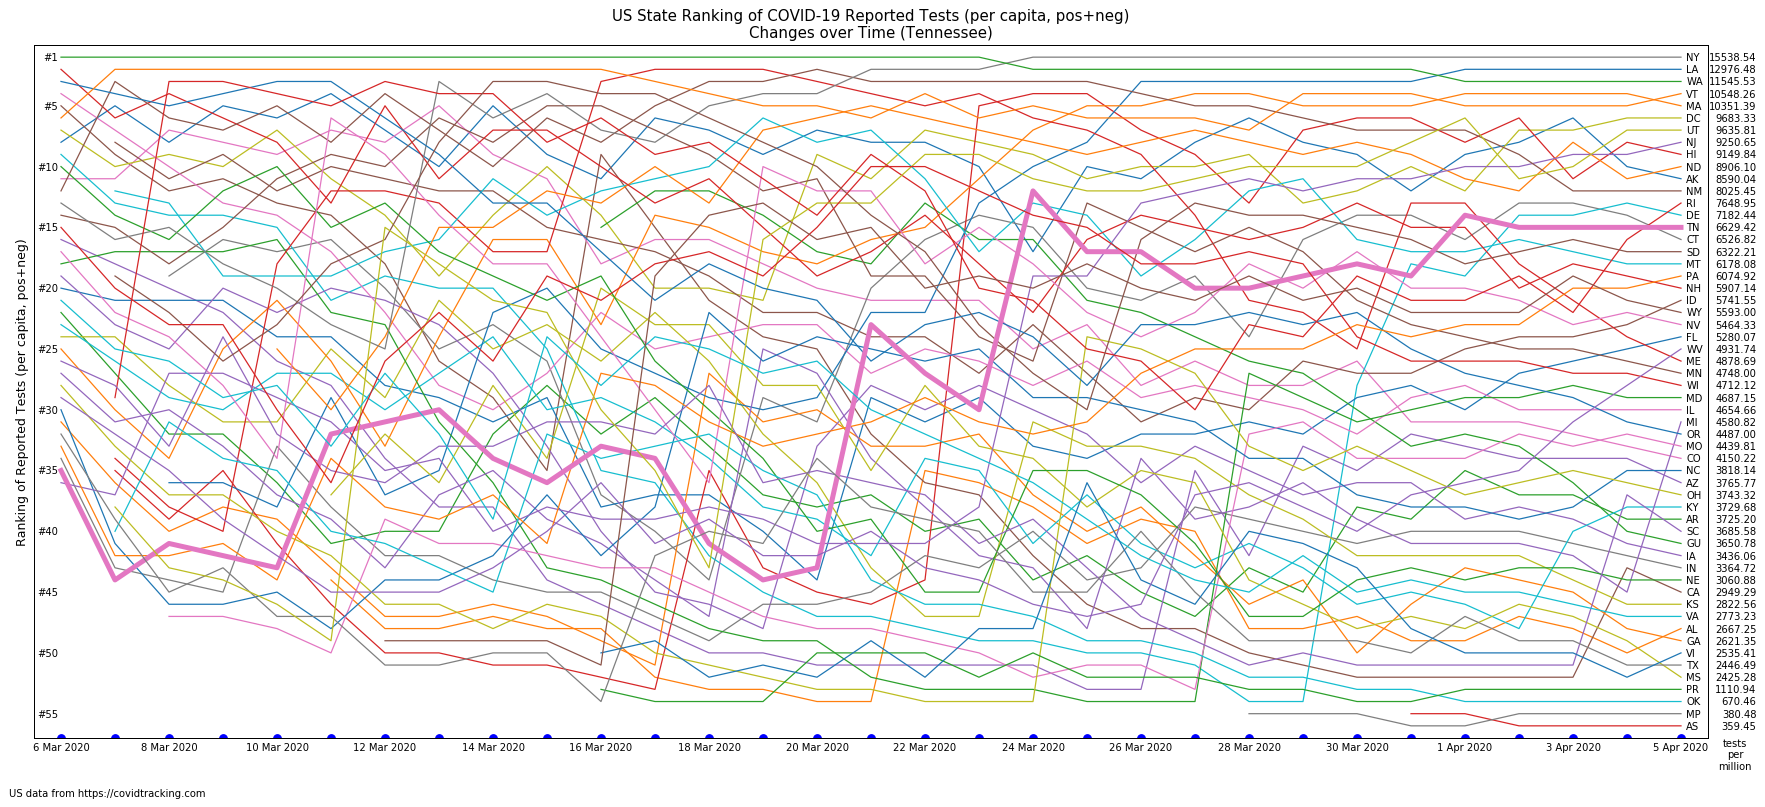 US State Ranking of COVID-19 Reported Tests (per capita, pos+neg)
Changes over Time (Tennessee)
Ranking of Reported Tests (per capita, pos+neg)
#1
#5
#10
#15
#20
#25
#30
#35
#40
#45
#50
#55
NY 15538.54
LA 12976.48
WA 11545.53
VT 10548.26
MA 10351.39
DC 9683.33
UT 9635.81
NJ 9250.65
HI 9149.84
ND 8906.10
AK 8590.04
NM 8025.45
RI 7648.95
DE 7182.44
TN 6629.42
CT 6526.82
SD 6322.21
MT 6178.08
PA 6074.92
NH 5907.14
ID 5741.55
WY 5593.00
NV 5464.33
FL 5280.07
WV 4931.74
ME 4878.69
MN 4748.00
WI 4712.12
MD 4687.15
IL 4654.66
MI 4580.82
OR 4487.00
MO 4439.81
CO 4150.22
NC 3818.14
AZ 3765.77
OH 3743.32
KY 3729.68
AR 3725.20
SC 3685.58
GU 3650.78
IA 3436.06
IN 3364.72
NE 3060.88
CA 2949.29
KS 2822.56
VA 2773.23
AL 2667.25
GA 2621.35
VI 2535.41
TX 2446.49
MS 2425.28
PR 1110.94
OK 670.46
MP 380.48
AS 359.45
6 Mar 2020 8 Mar 2020 10 Mar 2020 12 Mar 2020 14 Mar 2020 16 Mar 2020 18 Mar 2020 20 Mar 2020 22 Mar 2020 24 Mar 2020 26 Mar 2020 28 Mar 2020 30 Mar 2020 1 Apr 2020 3 Apr 2020 5 Apr 2020
tests
per
million
US data from https://covidtracking.com